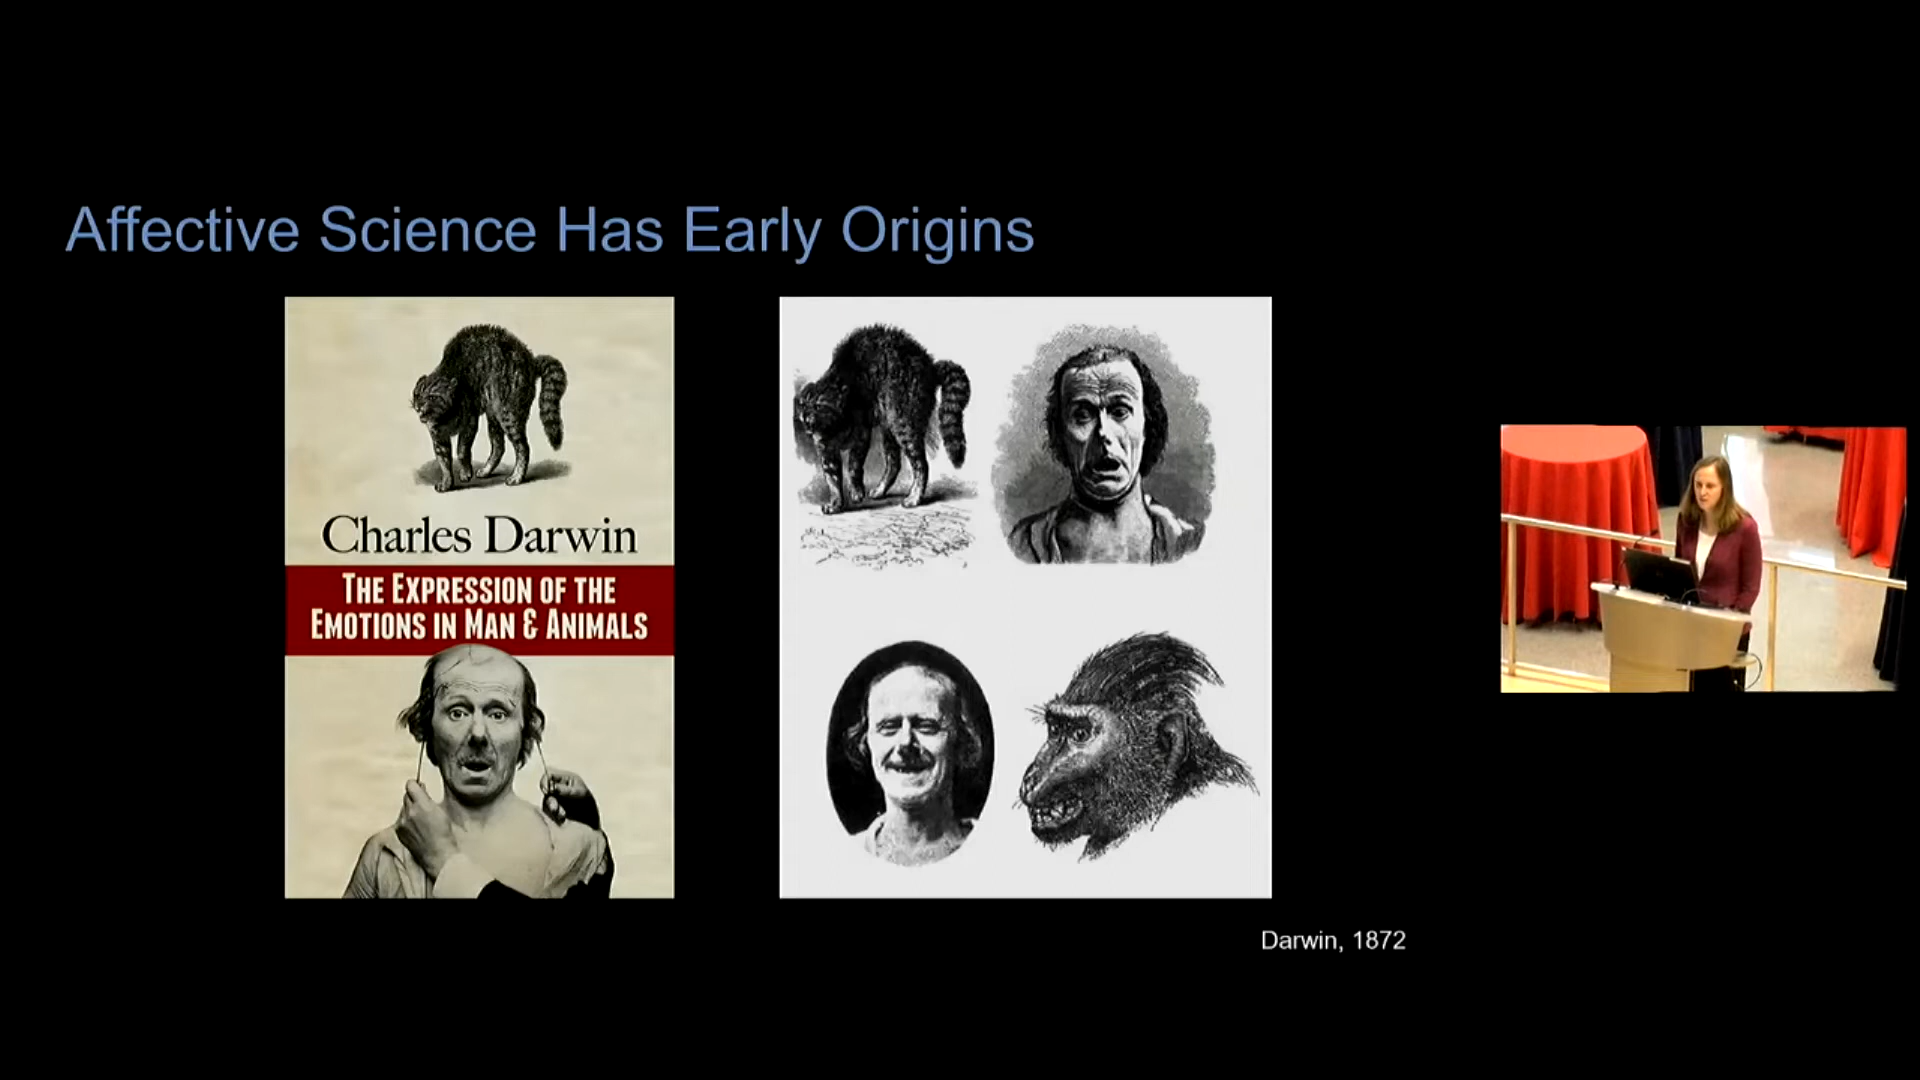 Affective Science Has Early Origins
Charles Darwin
THE EXPRESSION OF THE
EMOTIONS IN MAN & ANIMALS
Darwin, 1872